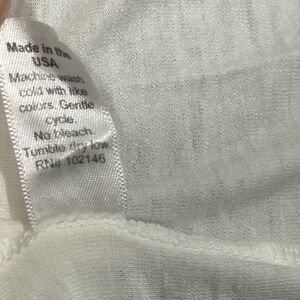 Made in the
USA
Machine wash
cold with like
colors. Gentle
cycle.
No bleach.
Tumble dry low.
RN# 102146